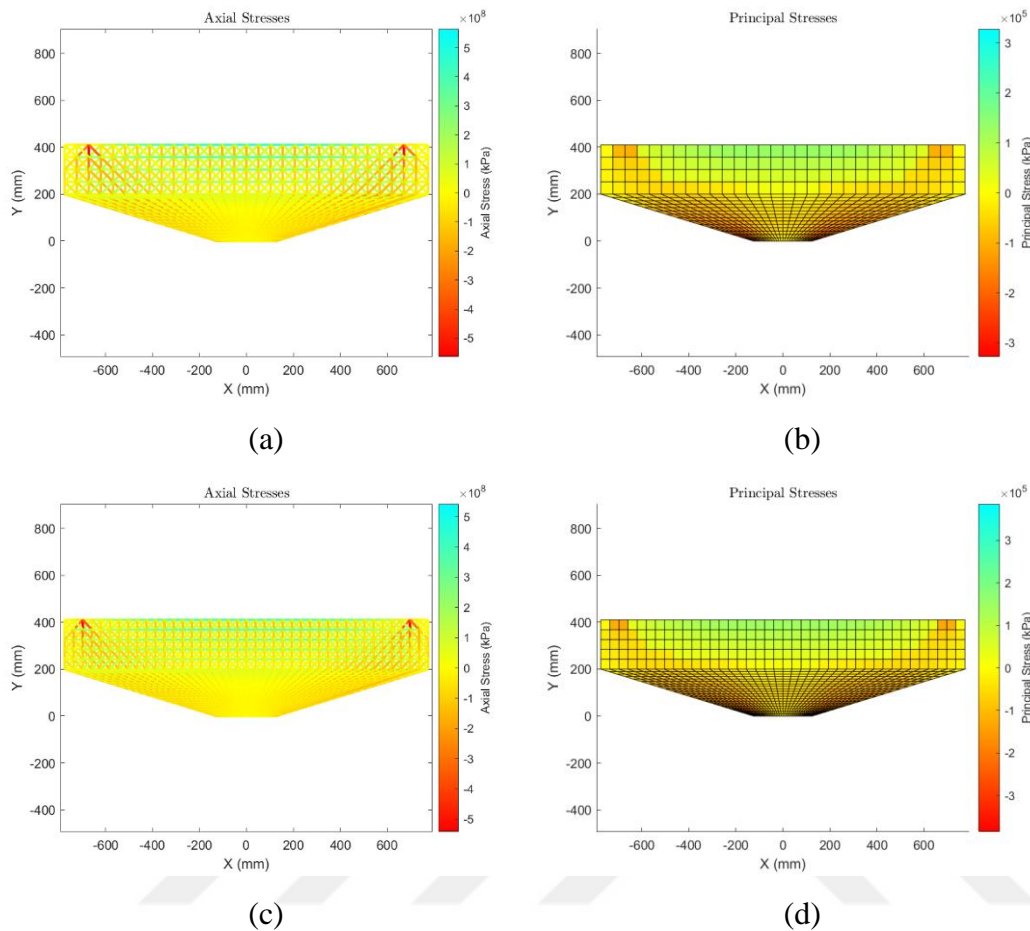 Axial Stresses
×10^8
Y (mm)
800
600
400
200
0
-200
-400
-600 -400 -200 0 200 400 600
X (mm)
5
4
3
2
1
0
-1
-2
-3
-4
-5
Axial Stress (kPa)
(a)
Principal Stresses
×10^5
Y (mm)
800
600
400
200
0
-200
-400
-600 -400 -200 0 200 400 600
X (mm)
3
2
1
0
-1
-2
-3
Principal Stress (kPa)
(b)
Axial Stresses
×10^8
Y (mm)
800
600
400
200
0
-200
-400
-600 -400 -200 0 200 400 600
X (mm)
5
4
3
2
1
0
-1
-2
-3
-4
-5
Axial Stress (kPa)
(c)
Principal Stresses
×10^5
Y (mm)
800
600
400
200
0
-200
-400
-600 -400 -200 0 200 400 600
X (mm)
3
2
1
0
-1
-2
-3
Principal Stress (kPa)
(d)